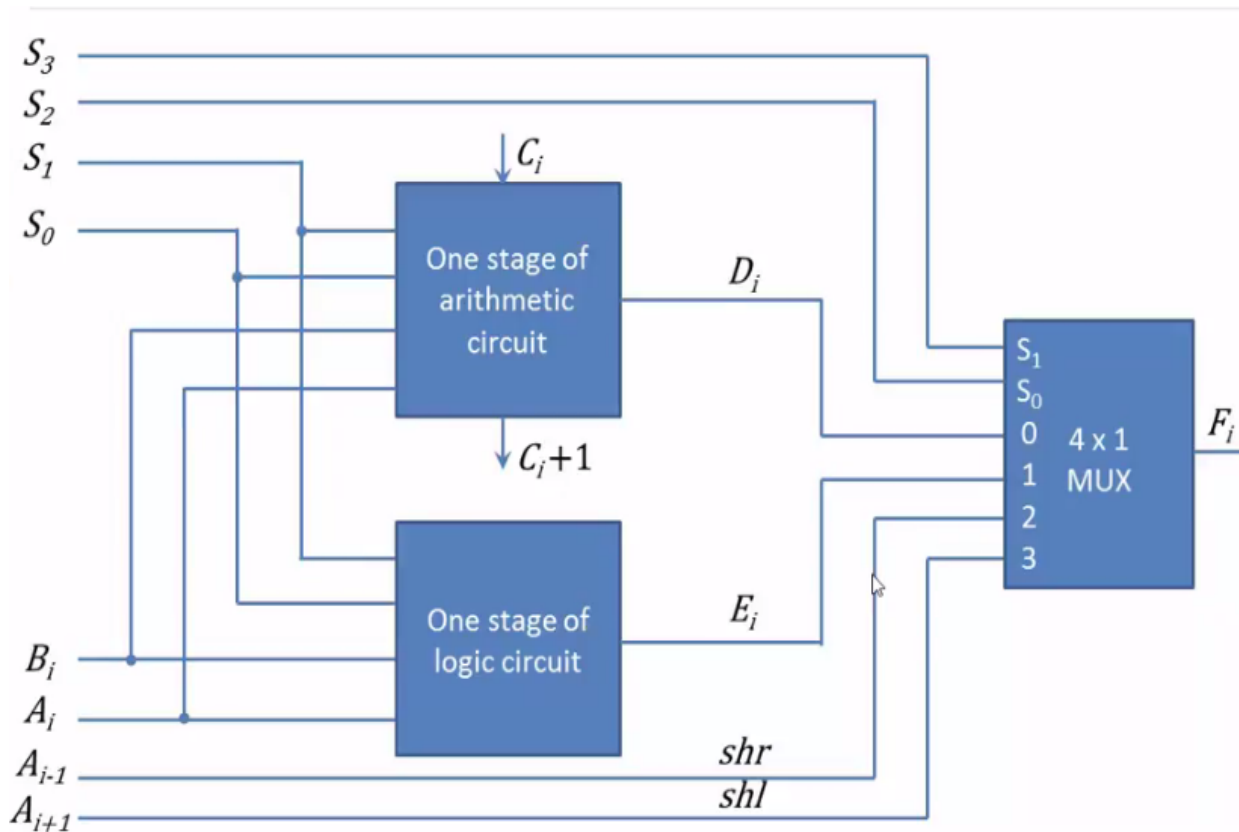 S₃
S₂
S₁
S₀
Cᵢ
One stage of
arithmetic
circuit
Dᵢ
Cᵢ+1
S₁
S₀
0
1
2
3
4 x 1
MUX
Fᵢ
One stage of
logic circuit
Eᵢ
Bᵢ
Aᵢ
Aᵢ₋₁
shr
Aᵢ₊₁
shl